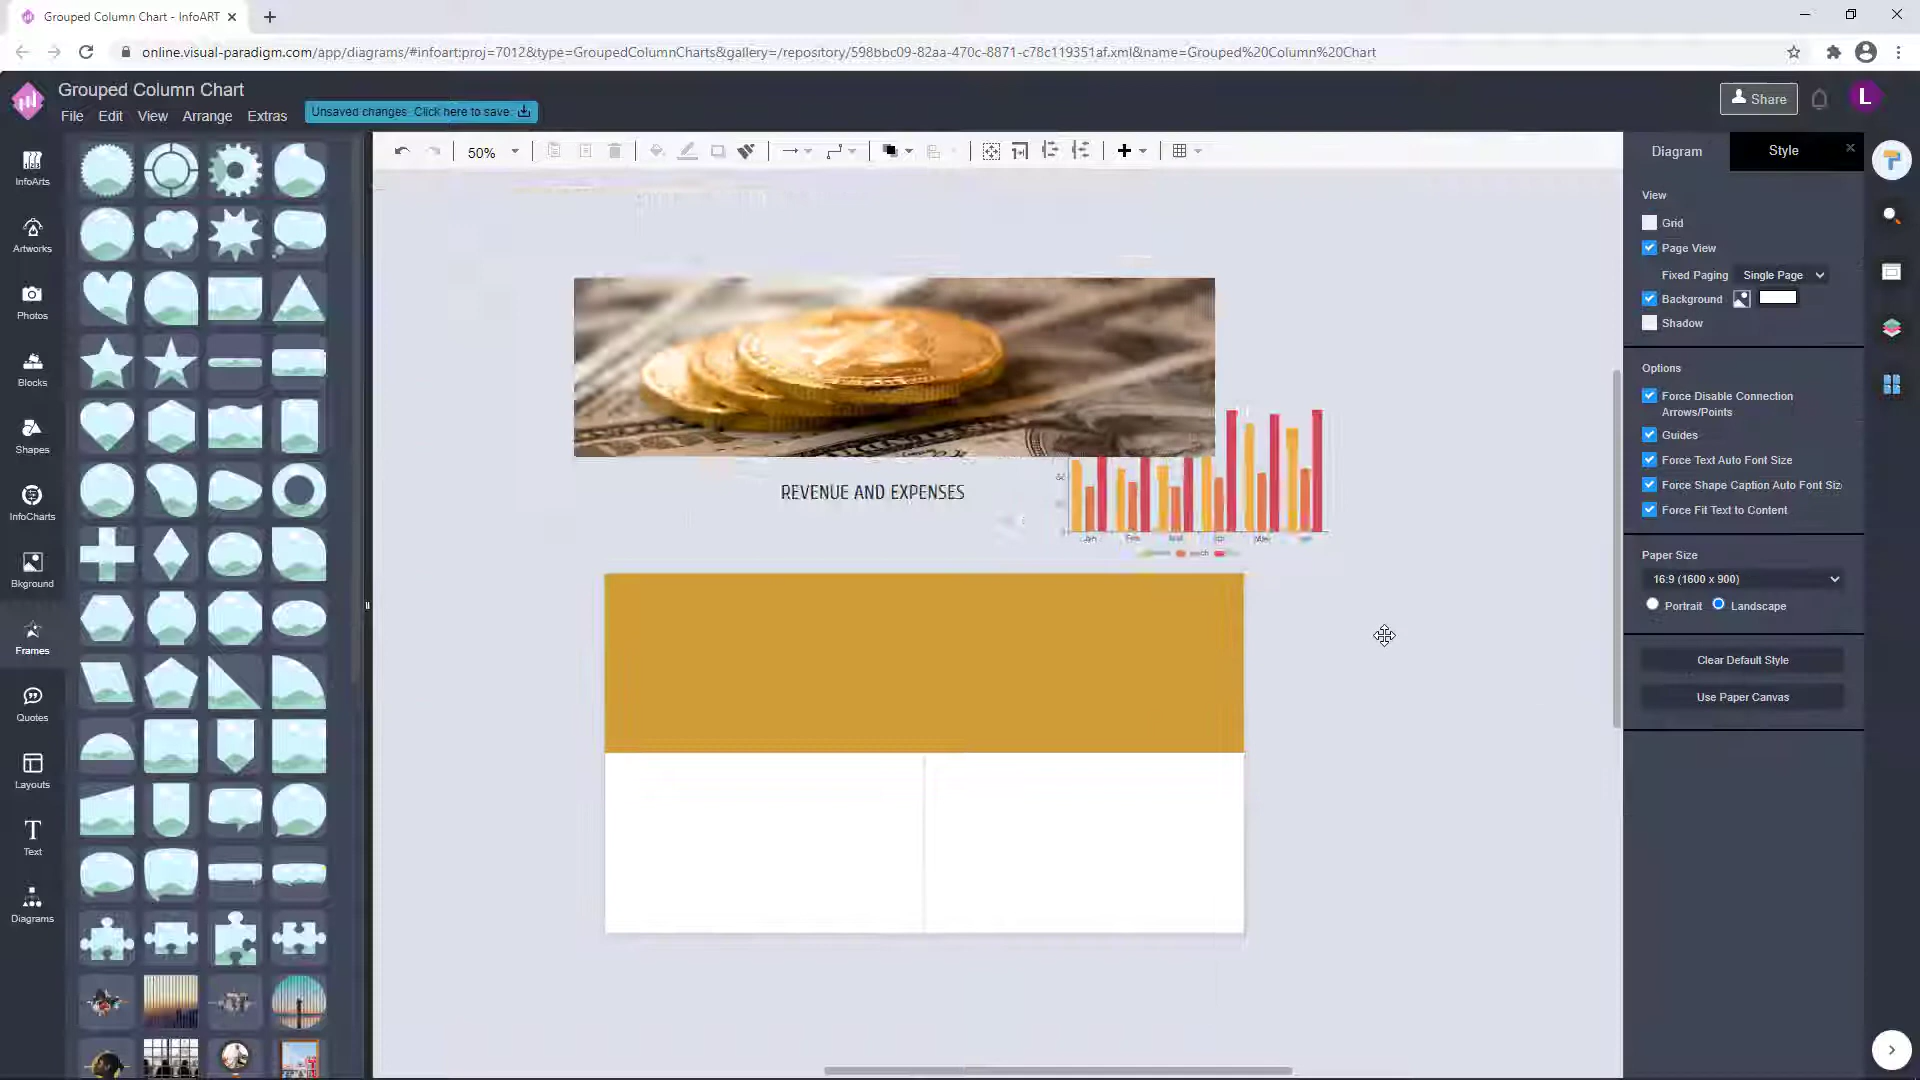 Grouped Column Chart - InfoART
online.visual-paradigm.com/app/diagrams/#infoart:proj=7012&type=GroupedColumnCharts&gallery=/repository/598bbc09-82aa-470c-8871-c78c119351af.xml&name=Grouped%20Column%20Chart
Grouped Column Chart
File Edit View Arrange Extras
Unsaved changes. Click here to save.
Share
L
InfoArts
Artworks
Photos
Blocks
Shapes
InfoCharts
Bkground
Frames
Quotes
Layouts
Text
Diagrams
50%
REVENUE AND EXPENSES
Jan
Feb
May
Diagram
Style
View
Grid
Page View
Fixed Paging Single Page
Background
Shadow
Options
Force Disable Connection
Arrows/Points
Guides
Force Text Auto Font Size
Force Shape Caption Auto Font Siz
Force Fit Text to Content
Paper Size
16:9 (1600 x 900)
Portrait Landscape
Clear Default Style
Use Paper Canvas